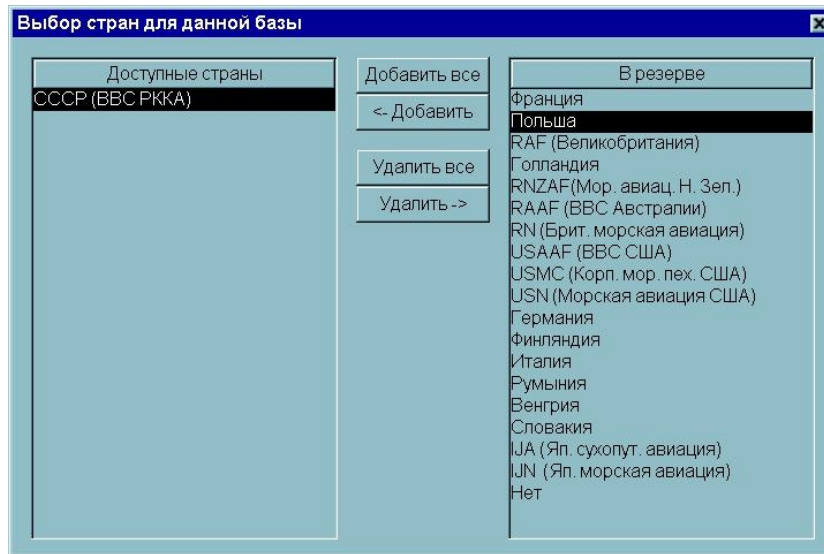 Выбор стран для данной базы
Доступные страны
СССР (ВВС РККА)
Добавить все
<- Добавить
Удалить все
Удалить ->
В резерве
Франция
Польша
RAF (Великобритания)
Голландия
RNZAF(Мор. авиац. Н. Зел.)
RAAF (ВВС Австралии)
RN (Брит. морская авиация)
USAAF (ВВС США)
USMC (Корп. мор. пех. США)
USN (Морская авиация США)
Германия
Финляндия
Италия
Румыния
Венгрия
Словакия
IJA (Яп. сухопут. авиация)
IJN (Яп. морская авиация)
Нет